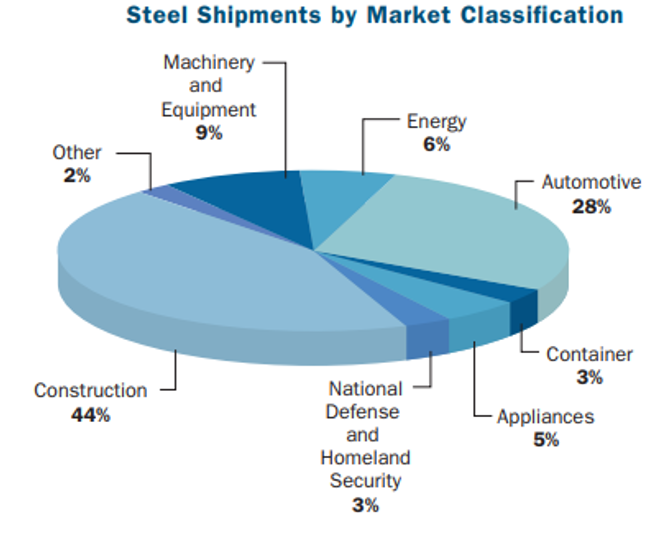 Steel Shipments by Market Classification
Machinery
and
Equipment
9%
Energy
6%
Other
2%
Automotive
28%
Container
3%
Construction
44%
National
Defense
and
Homeland
Security
3%
Appliances
5%